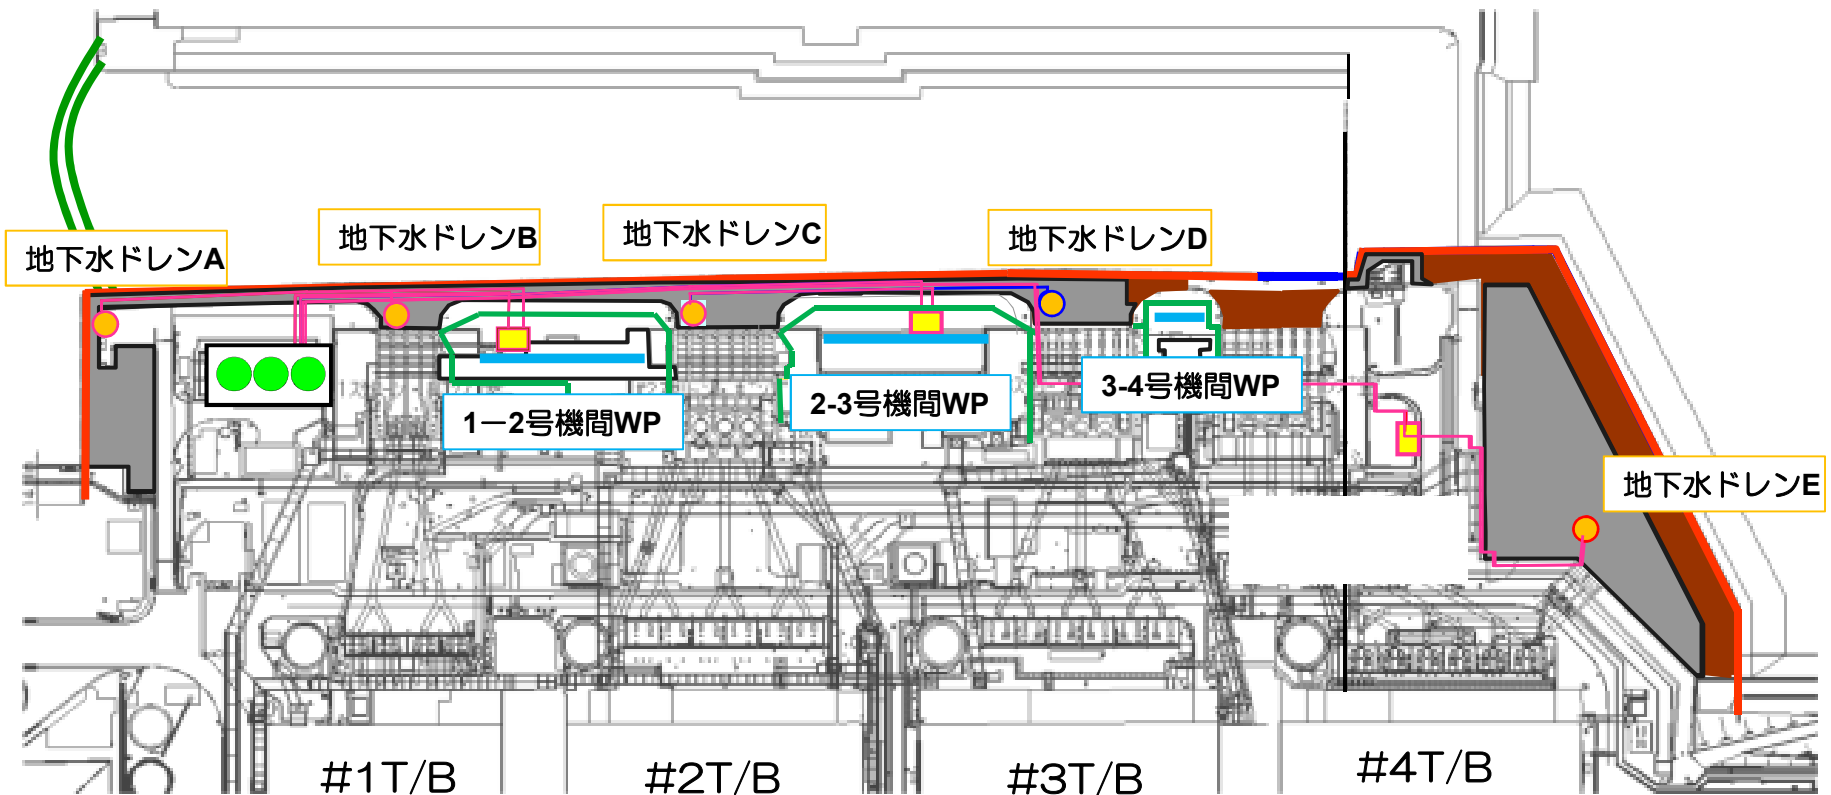 地下水ドレンA
地下水ドレンB
地下水ドレンC
地下水ドレンD
1－2号機間WP
2-3号機間WP
3-4号機間WP
地下水ドレンE
#1T/B
#2T/B
#3T/B
#4T/B